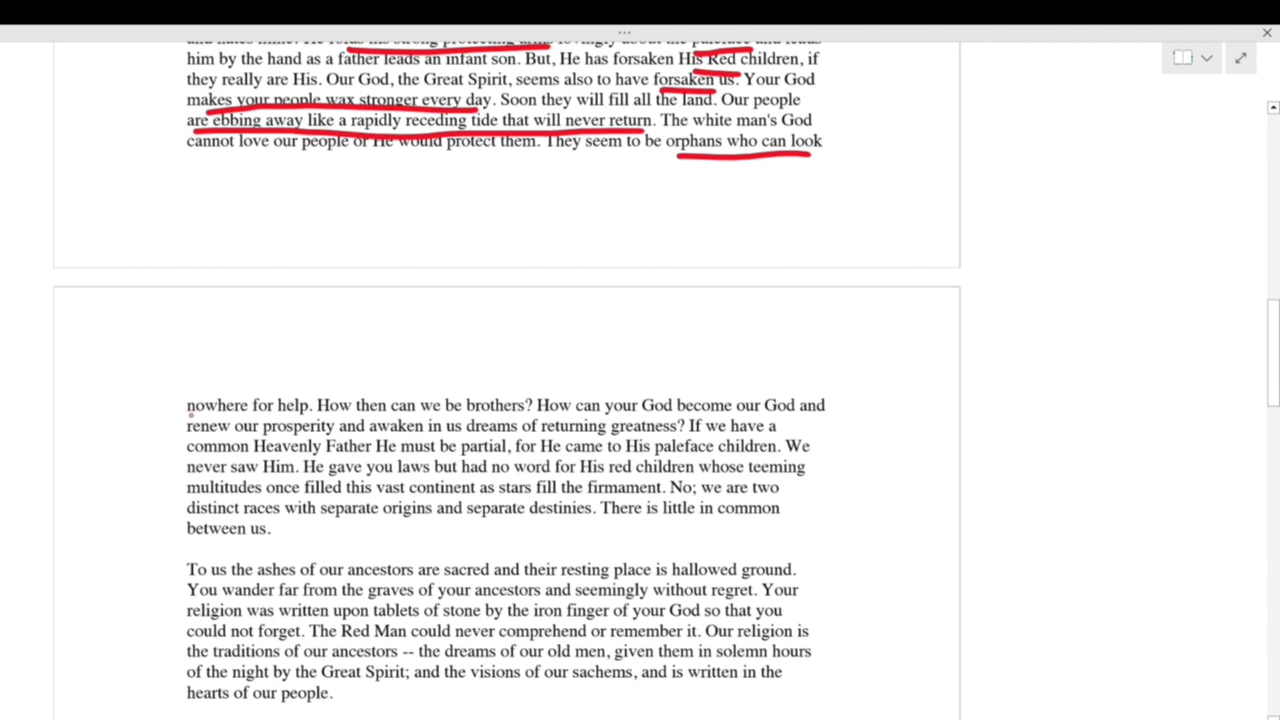 him by the hand as a father leads an infant son. But, He has forsaken His Red children, if
they really are His. Our God, the Great Spirit, seems also to have forsaken us. Your God
makes your people wax stronger every day. Soon they will fill all the land. Our people
are ebbing away like a rapidly receding tide that will never return. The white man's God
cannot love our people or He would protect them. They seem to be orphans who can look
nowhere for help. How then can we be brothers? How can your God become our God and
renew our prosperity and awaken in us dreams of returning greatness? If we have a
common Heavenly Father He must be partial, for He came to His paleface children. We
never saw Him. He gave you laws but had no word for His red children whose teeming
multitudes once filled this vast continent as stars fill the firmament. No; we are two
distinct races with separate origins and separate destinies. There is little in common
between us.
To us the ashes of our ancestors are sacred and their resting place is hallowed ground.
You wander far from the graves of your ancestors and seemingly without regret. Your
religion was written upon tablets of stone by the iron finger of your God so that you
could not forget. The Red Man could never comprehend or remember it. Our religion is
the traditions of our ancestors -- the dreams of our old men, given them in solemn hours
of the night by the Great Spirit; and the visions of our sachems, and is written in the
hearts of our people.